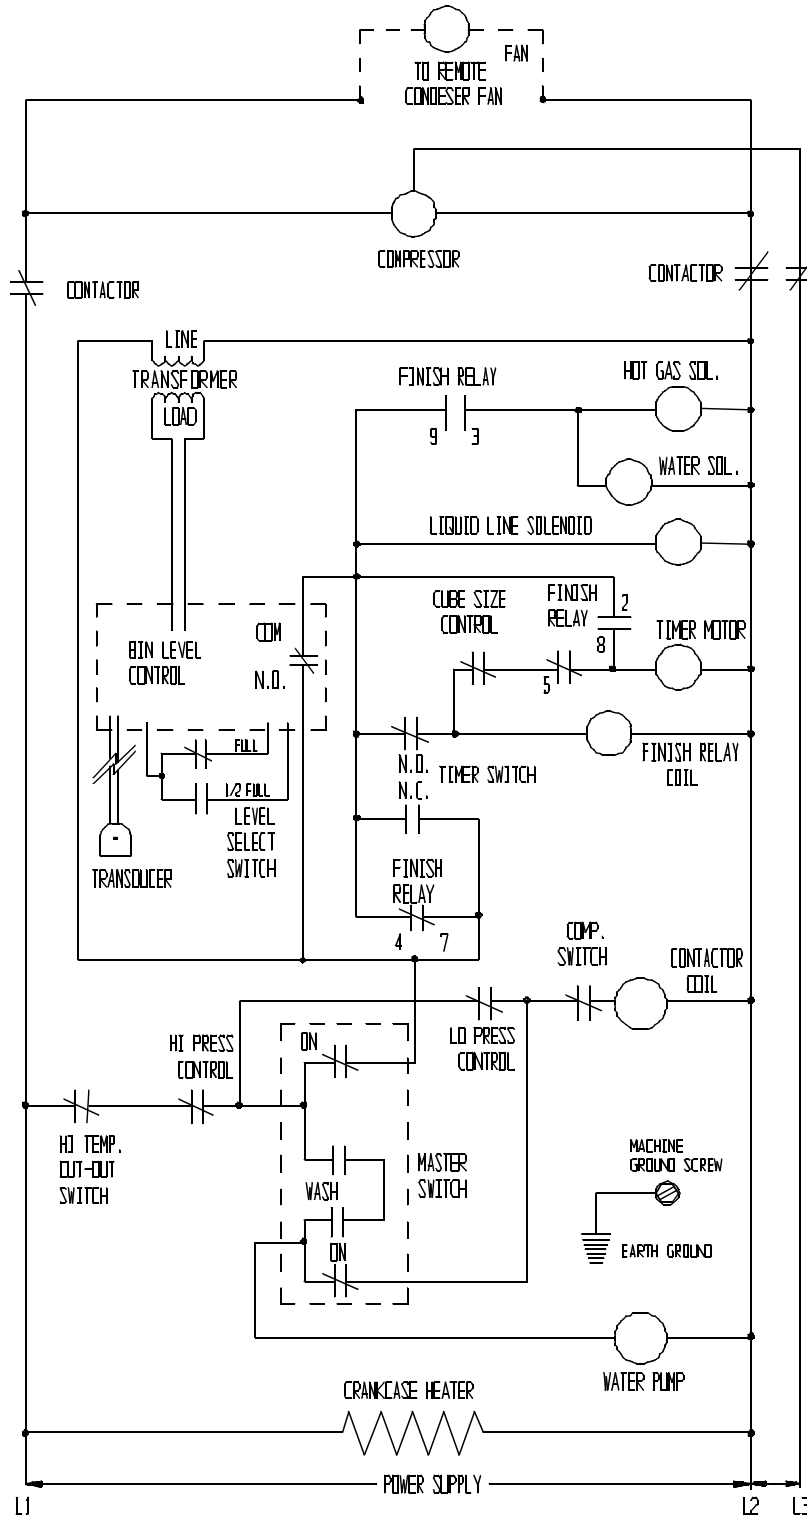 FAN
TO REMOTE
CONDESER FAN
COMPRESSOR
CONTACTOR
CONTACTOR
LINE
TRANSFORMER
LOAD
FINISH RELAY
9 3
HOT GAS SOL.
WATER SOL.
LIQUID LINE SOLENOID
CUBE SIZE
CONTROL
FINISH
RELAY
2
8
5
TIMER MOTOR
BIN LEVEL
CONTROL
COM
N.O.
FULL
1/2 FULL
LEVEL
SELECT
SWITCH
TRANSDUCER
N.O.
N.C.
TIMER SWITCH
FINISH RELAY
COIL
FINISH
RELAY
4 7
COMP.
SWITCH
CONTACTOR
COIL
HI PRESS
CONTROL
ON
LO PRESS
CONTROL
HI TEMP.
CUT-OUT
SWITCH
WASH
ON
MASTER
SWITCH
MACHINE
GROUND SCREW
EARTH GROUND
WATER PUMP
CRANKCASE HEATER
POWER SUPPLY
L1 L2 L3